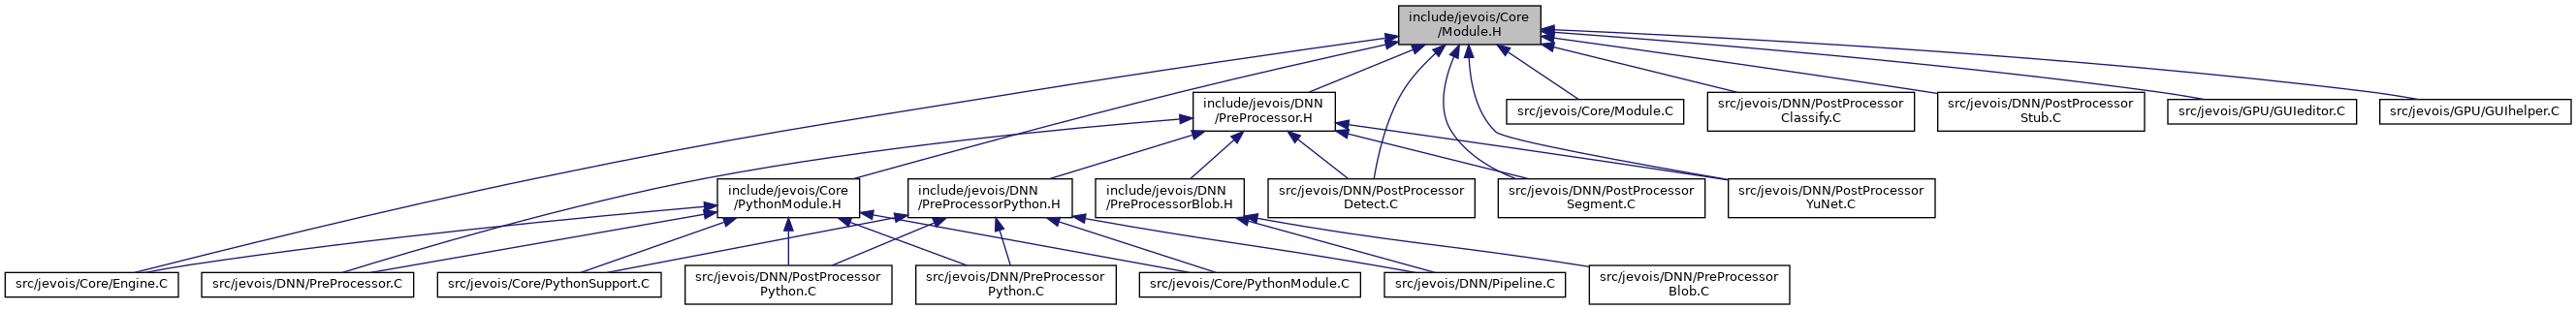 include/jevois/Core
/Module.H
include/jevois/DNN
/PreProcessor.H
src/jevois/Core/Module.C
src/jevois/DNN/PostProcessor
Classify.C
src/jevois/DNN/PostProcessor
Stub.C
src/jevois/GPU/GUIeditor.C
src/jevois/GPU/GUIhelper.C
include/jevois/Core
/PythonModule.H
include/jevois/DNN
/PreProcessorPython.H
include/jevois/DNN
/PreProcessorBlob.H
src/jevois/DNN/PostProcessor
Detect.C
src/jevois/DNN/PostProcessor
Segment.C
src/jevois/DNN/PostProcessor
YuNet.C
src/jevois/Core/Engine.C
src/jevois/DNN/PreProcessor.C
src/jevois/Core/PythonSupport.C
src/jevois/DNN/PostProcessor
Python.C
src/jevois/DNN/PreProcessor
Python.C
src/jevois/Core/PythonModule.C
src/jevois/DNN/Pipeline.C
src/jevois/DNN/PreProcessor
Blob.C